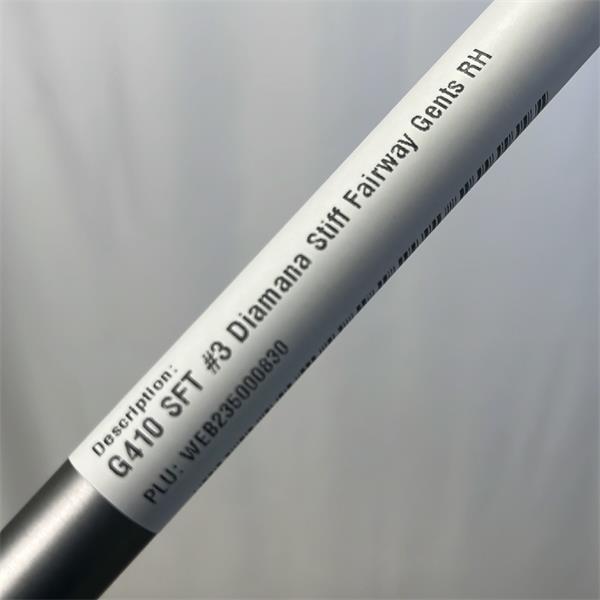 Description:
G410 SFT #3 Diamana Stiff Fairway Gents RH
PLU: WEB235000830